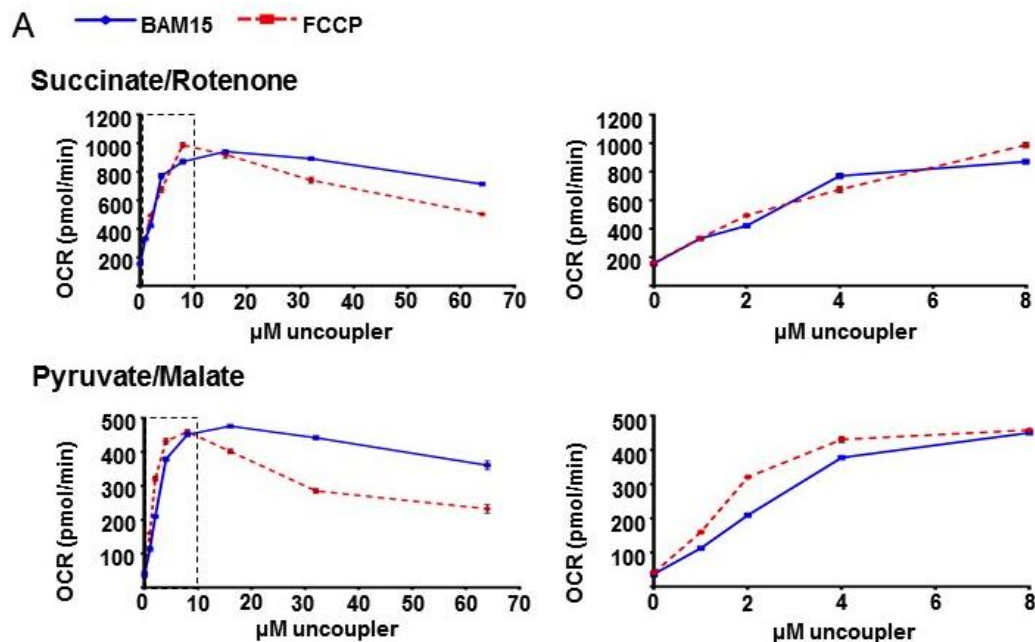 A
BAM15 FCCP
Succinate/Rotenone
1200
1000
800
600
400
200
OCR (pmol/min)
0 10 20 30 40 50 60 70
µM uncoupler
1200
1000
800
600
400
200
OCR (pmol/min)
0 2 4 6 8
µM uncoupler
Pyruvate/Malate
500
400
300
200
100
OCR (pmol/min)
0 10 20 30 40 50 60 70
µM uncoupler
500
400
300
200
100
OCR (pmol/min)
0 2 4 6 8
µM uncoupler